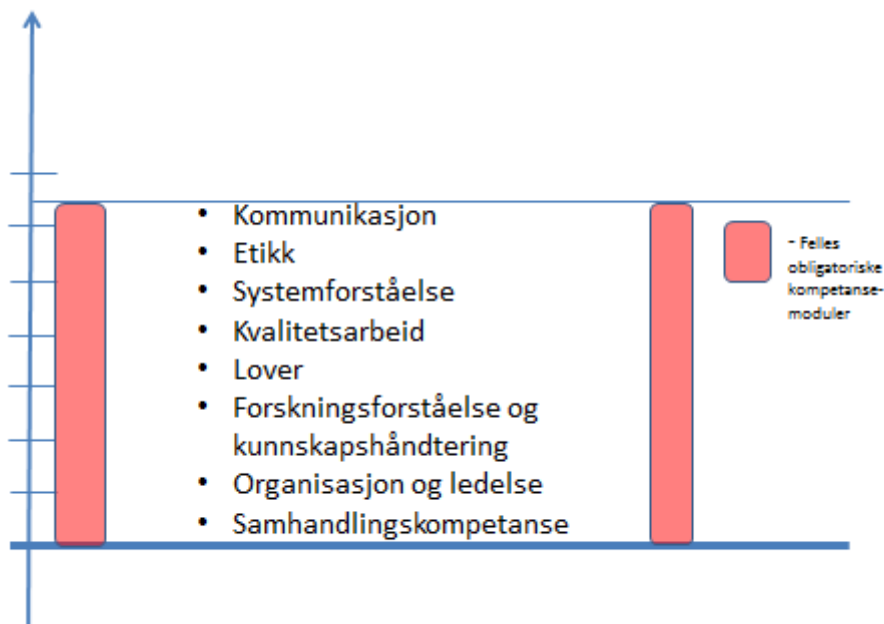 • Kommunikasjon
• Etikk
• Systemforståelse
• Kvalitetsarbeid
• Lover
• Forskningsforståelse og
kunnskapshåndtering
• Organisasjon og ledelse
• Samhandlingskompetanse
- Felles
obligatoriske
kompetanse-
moduler